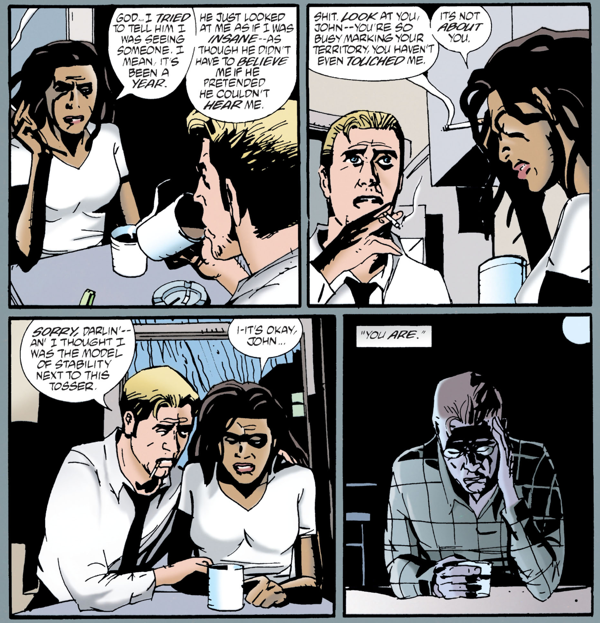 GOD...I TRIED
TO TELL HIM I
WAS SEEING
SOMEONE. I
MEAN, IT'S
BEEN A
YEAR.
HE JUST LOOKED
AT ME AS IF I WAS
INSANE--AS
THOUGH HE DIDN'T
HAVE TO BELIEVE
ME IF HE
PRETENDED
HE COULDN'T
HEAR ME.
SHIT. LOOK AT YOU,
JOHN--YOU'RE SO
BUSY MARKING YOUR
TERRITORY, YOU HAVEN'T
EVEN TOUCHED ME.
IT'S NOT
ABOUT
YOU.
SORRY, DARLIN'--
AN' I THOUGHT I
WAS THE MODEL
OF STABILITY
NEXT TO THIS
TOSSER.
I-IT'S OKAY,
JOHN...
"YOU ARE."